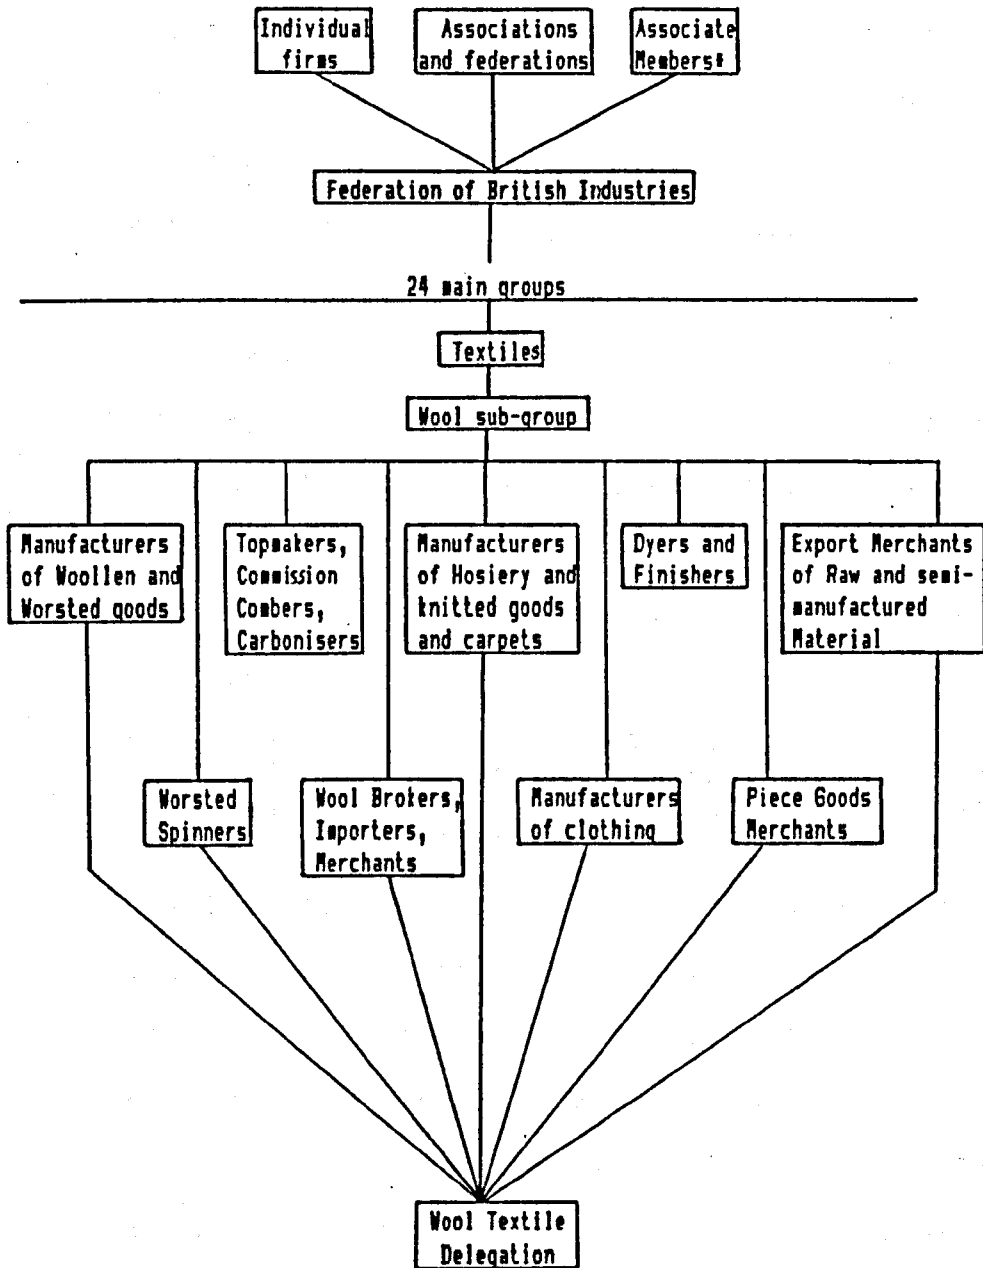 Individual
firms
Associations
and federations
Associate
Members*
Federation of British Industries
24 main groups
Textiles
Wool sub-group
Manufacturers
of Woollen and
Worsted goods
Topmakers,
Commission
Combers,
Carbonisers
Manufacturers
of Hosiery and
knitted goods
and carpets
Dyers and
Finishers
Export Merchants
of Raw and semi-
manufactured
Material
Worsted
Spinners
Wool Brokers,
Importers,
Merchants
Manufacturers
of clothing
Piece Goods
Merchants
Wool Textile
Delegation